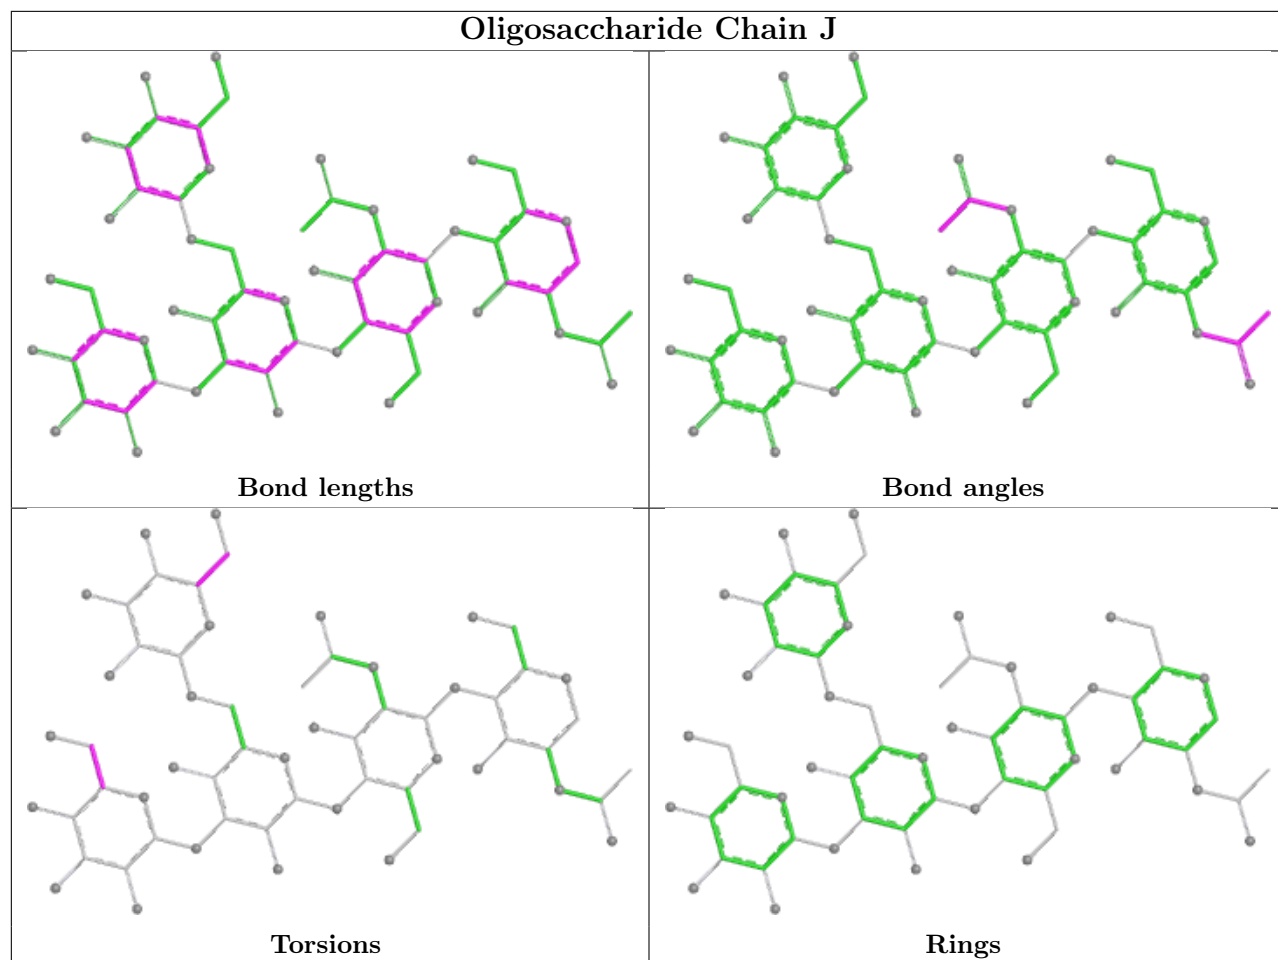 Oligosaccharide Chain J
Bond lengths
Bond angles
Torsions
Rings